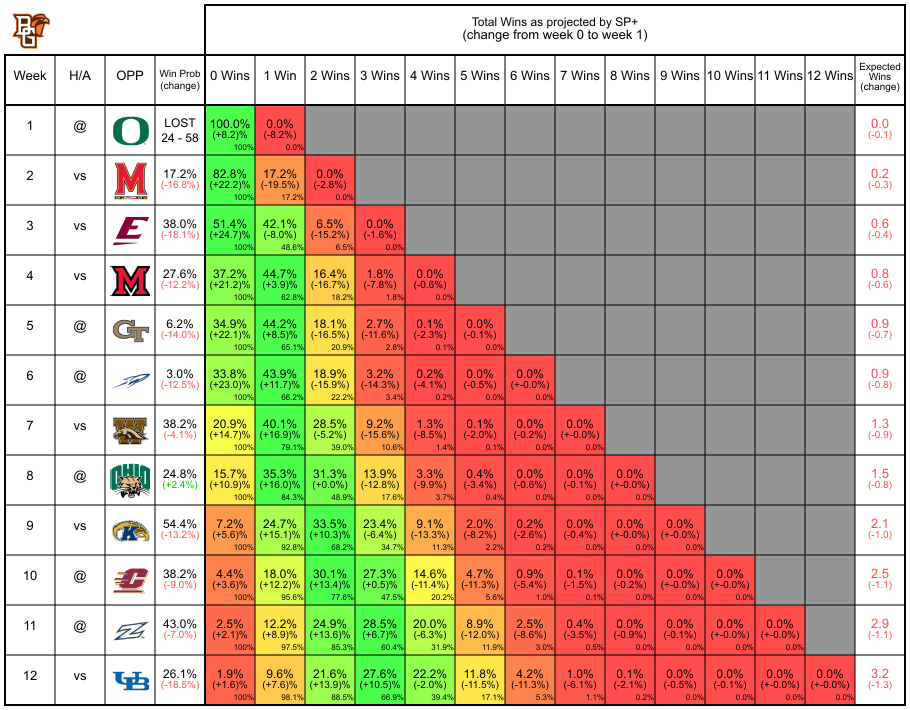 BG
Total Wins as projected by SP+
(change from week 0 to week 1)
Week H/A OPP Win Prob (change) 0 Wins 1 Win 2 Wins 3 Wins 4 Wins 5 Wins 6 Wins 7 Wins 8 Wins 9 Wins 10 Wins 11 Wins 12 Wins Expected Wins (change)
1 @ O LOST 100.0% 0.0% 0.0
24 - 58 (+8.2)% (-8.2)% (-0.1)
100% 0.0%
2 vs M 17.2% 82.8% 17.2% 0.0% 0.2
(-16.8%) (+22.2)% (-19.5)% (-2.8)% (-0.3)
100% 17.2% 0.0%
3 vs E 38.0% 51.4% 42.1% 6.5% 0.0% 0.6
(-18.1%) (+24.7)% (-8.0)% (-15.2)% (-1.6)% (-0.4)
100% 48.6% 6.5% 0.0%
4 vs M 27.6% 37.2% 44.7% 16.4% 1.8% 0.0% 0.8
(-12.2%) (+21.2)% (+3.9)% (-16.7)% (-7.8)% (-0.6)% (-0.6)
100% 62.8% 18.2% 1.8% 0.0%
5 @ GT 6.2% 34.9% 44.2% 18.1% 2.7% 0.1% 0.0% 0.9
(-14.0%) (+22.1)% (+8.5)% (-16.5)% (-11.6)% (-2.3)% (-0.1)% (-0.7)
100% 65.1% 20.9% 2.8% 0.1% 0.0%
6 @ 3.0% 33.8% 43.9% 18.9% 3.2% 0.2% 0.0% 0.0% 0.9
(-12.5%) (+23.0)% (+11.7)% (-15.9)% (-14.3)% (-4.1)% (-0.5)% (+-0.0)% (-0.8)
100% 66.2% 22.2% 3.4% 0.2% 0.0% 0.0%
7 vs W 38.2% 20.9% 40.1% 28.5% 9.2% 1.3% 0.1% 0.0% 0.0% 1.3
(-4.1%) (+14.7)% (+16.9)% (-5.2)% (-15.6)% (-8.5)% (-2.0)% (-0.2)% (+-0.0)% (-0.9)
100% 79.1% 39.0% 10.6% 1.4% 0.1% 0.0% 0.0%
8 @ OHIO 24.8% 15.7% 35.3% 31.3% 13.9% 3.3% 0.4% 0.0% 0.0% 0.0% 1.5
(+2.4%) (+10.9)% (+16.0)% (+0.0)% (-12.8)% (-9.9)% (-3.4)% (-0.6)% (-0.1)% (+-0.0)% (-0.8)
100% 84.3% 48.9% 17.6% 3.7% 0.4% 0.0% 0.0% 0.0%
9 vs K 54.4% 7.2% 24.7% 33.5% 23.4% 9.1% 2.0% 0.2% 0.0% 0.0% 0.0% 2.1
(-13.2%) (+5.6)% (+15.1)% (+10.3)% (-6.4)% (-13.3)% (-8.2)% (-2.6)% (-0.4)% (+-0.0)% (+-0.0)% (-1.0)
100% 92.8% 68.2% 34.7% 11.3% 2.2% 0.2% 0.0% 0.0% 0.0%
10 @ C 38.2% 4.4% 18.0% 30.1% 27.3% 14.6% 4.7% 0.9% 0.1% 0.0% 0.0% 0.0% 2.5
(-9.0%) (+3.6)% (+12.2)% (+13.4)% (+0.5)% (-11.4)% (-11.3)% (-5.4)% (-1.5)% (-0.2)% (+-0.0)% (+-0.0)% (-1.1)
100% 95.6% 77.6% 47.5% 20.2% 5.6% 1.0% 0.1% 0.0% 0.0% 0.0%
11 @ 43.0% 2.5% 12.2% 24.9% 28.5% 20.0% 8.9% 2.5% 0.4% 0.0% 0.0% 0.0% 0.0% 2.9
(-7.0%) (+2.1)% (+8.9)% (+13.6)% (+6.7)% (-6.3)% (-12.0)% (-8.6)% (-3.5)% (-0.9)% (-0.1)% (+-0.0)% (+-0.0)% (-1.1)
100% 97.5% 85.3% 60.4% 31.9% 11.9% 3.0% 0.5% 0.0% 0.0% 0.0% 0.0%
12 vs UB 26.1% 1.9% 9.6% 21.6% 27.6% 22.2% 11.8% 4.2% 1.0% 0.1% 0.0% 0.0% 0.0% 0.0% 3.2
(-18.5%) (+1.6)% (+7.6)% (+13.9)% (+10.5)% (-2.0)% (-11.5)% (-11.3)% (-6.1)% (-2.1)% (-0.5)% (-0.1)% (+-0.0)% (+-0.0)% (-1.3)
100% 98.1% 88.5% 66.9% 39.4% 17.1% 5.3% 1.1% 0.2% 0.0% 0.0% 0.0% 0.0%